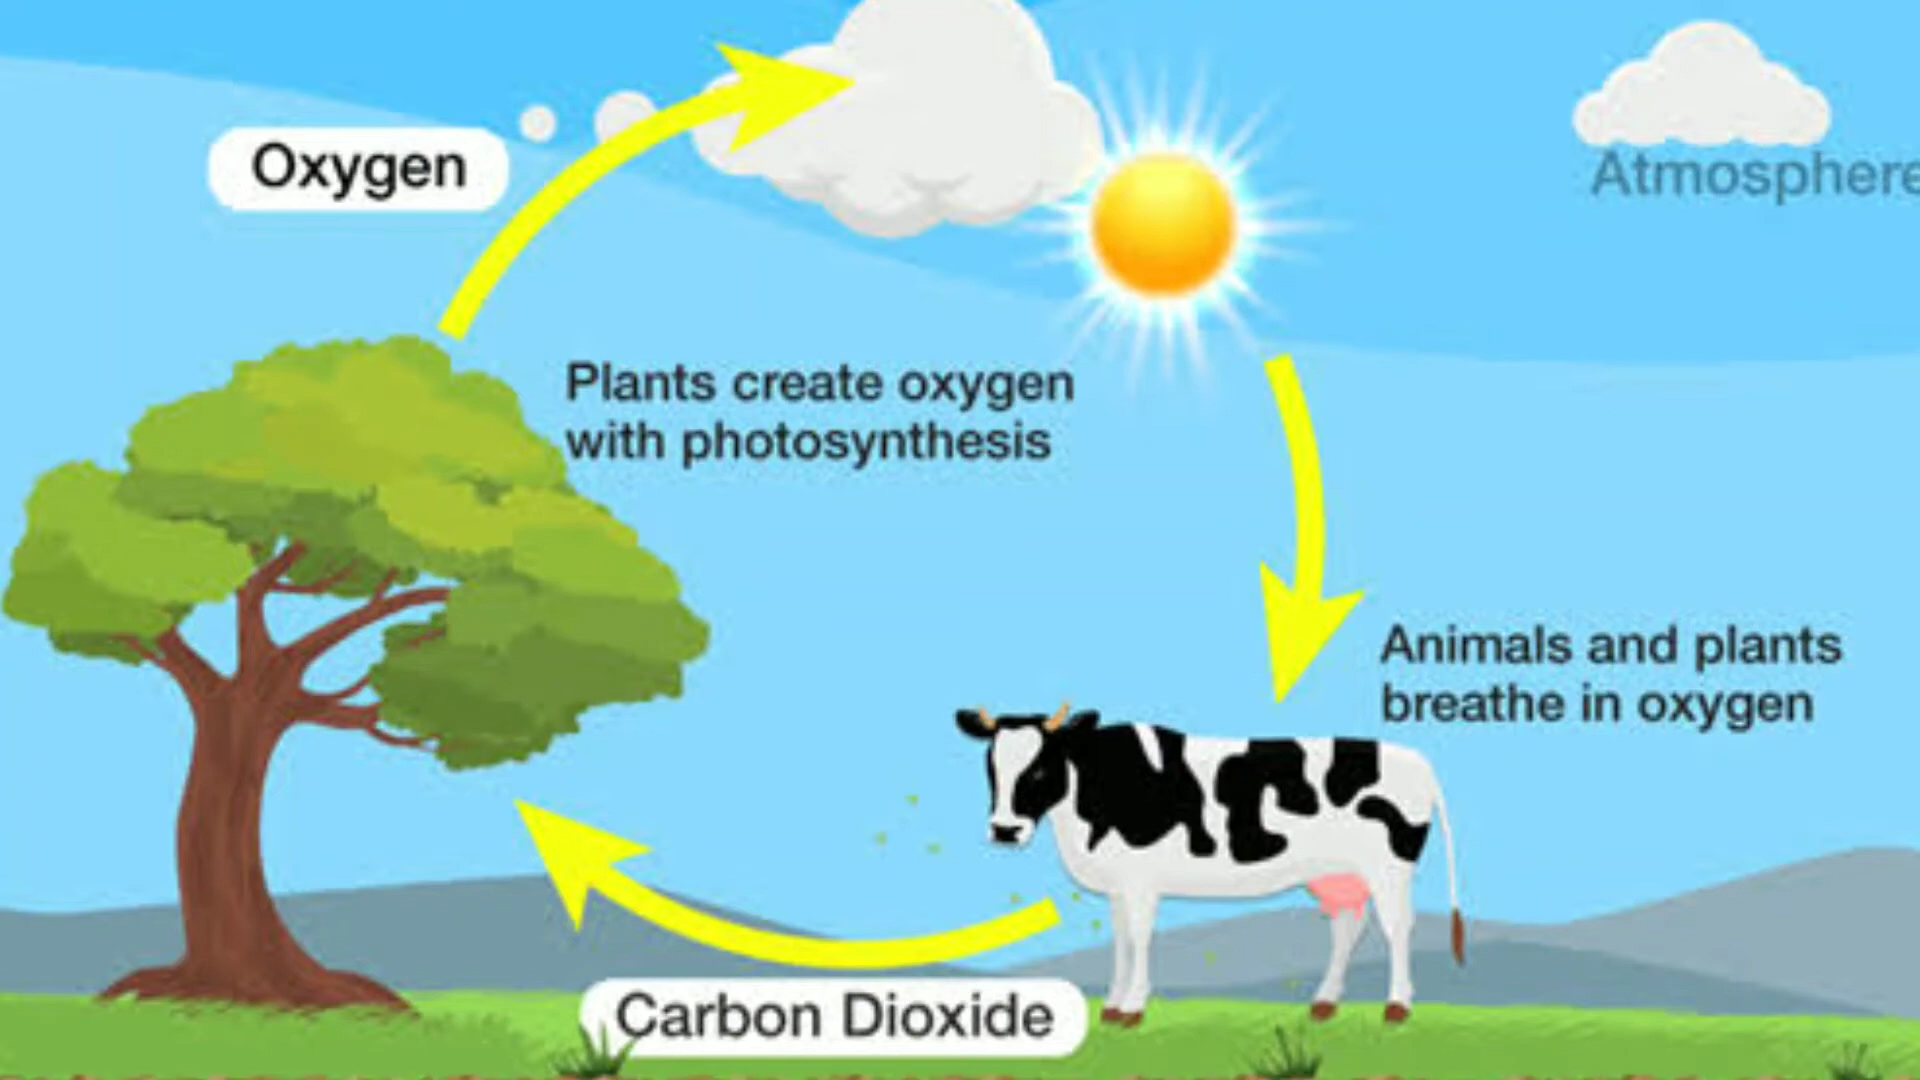 Oxygen
Atmosphere
Plants create oxygen
with photosynthesis
Animals and plants
breathe in oxygen
Carbon Dioxide